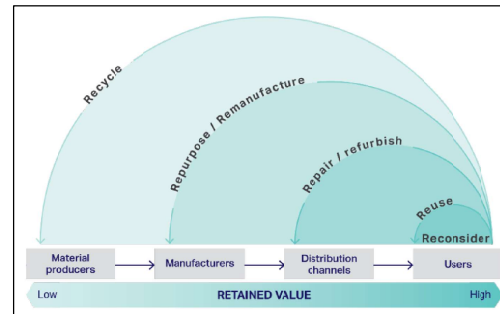 Recycle
Repurpose / Remanufacture
Repair / refurbish
Reuse
Reconsider
Material
producers
Manufacturers
Distribution
channels
Users
Low
RETAINED VALUE
High